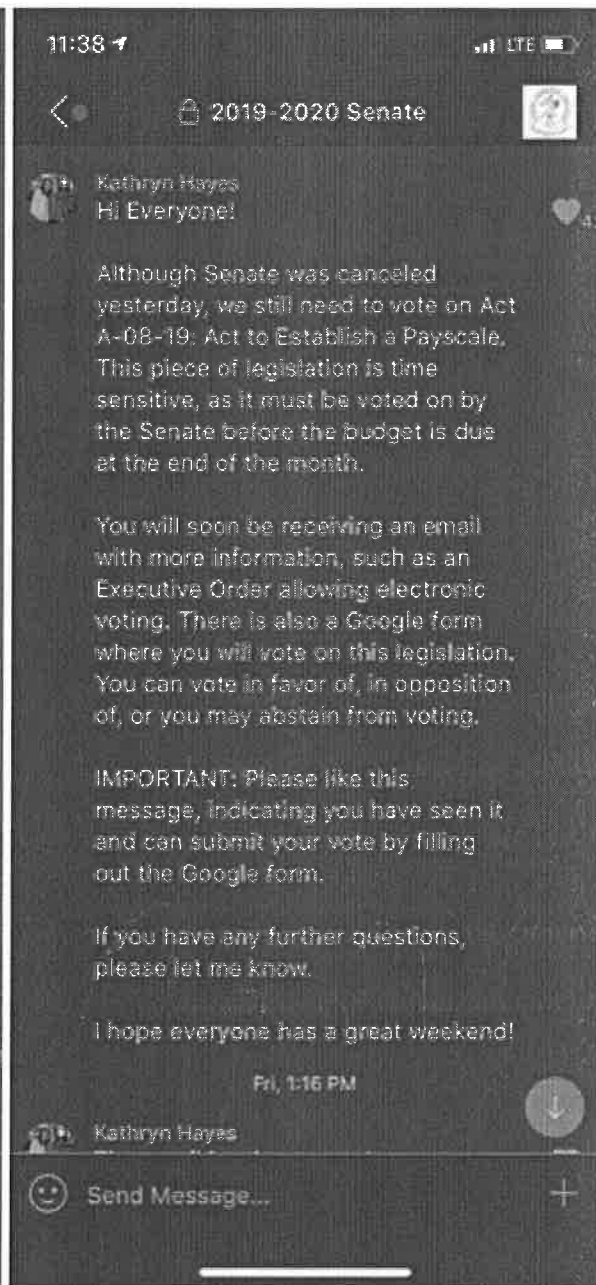 11:38
LTE
2019-2020 Senate
Kathryn Hayes
Hi Everyone!
Although Senate was canceled
yesterday, we still need to vote on Act
A-08-19: Act to Establish a Payscale.
This piece of legislation is time
sensitive, as it must be voted on by
the Senate before the budget is due
at the end of the month.
You will soon be receiving an email
with more information, such as an
Executive Order allowing electronic
voting. There is also a Google form
where you will vote on this legislation.
You can vote in favor of, in opposition
of, or you may abstain from voting.
IMPORTANT: Please like this
message, indicating you have seen it
and can submit your vote by filling
out the Google form.
If you have any further questions,
please let me know.
I hope everyone has a great weekend!
Fri, 1:16 PM
Kathryn Hayes
Send Message...